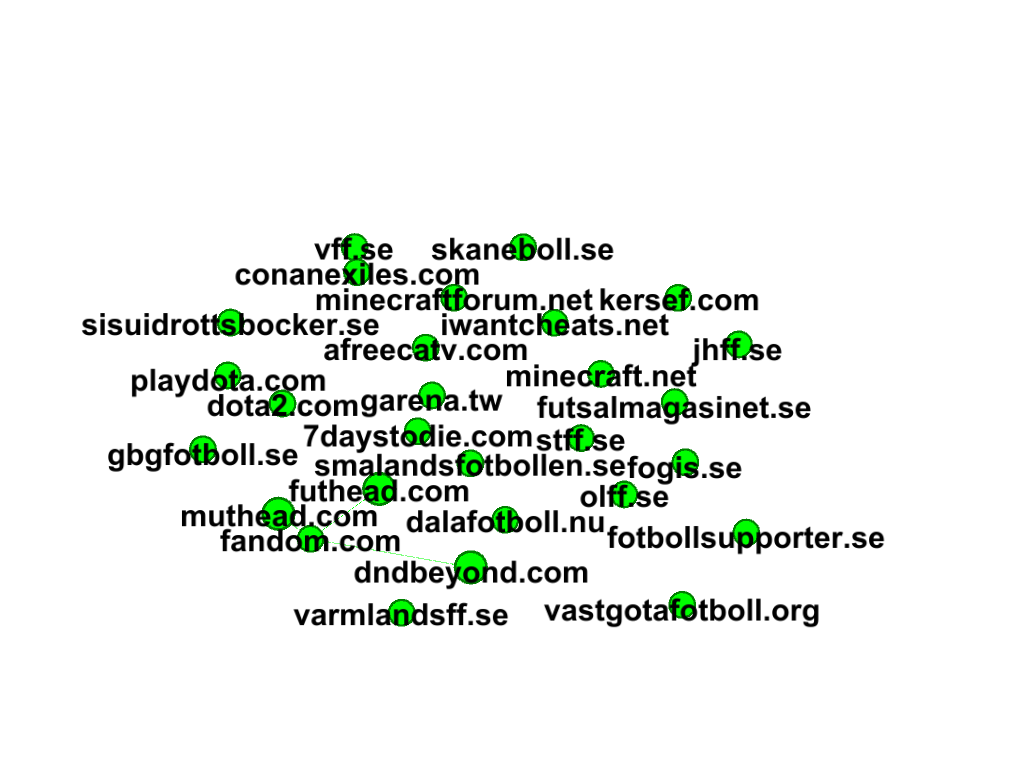 vff.se
skaneboll.se
conanexiles.com
minecraftforum.net
kersef.com
sisuidrottsbocker.se
iwantcheats.net
afreecatv.com
jhff.se
playdota.com
minecraft.net
dota2.com
garena.tw
futsalmagasinet.se
7daystodie.com
stff.se
gbgfotboll.se
smalandsfotbollen.se
fogis.se
futhead.com
olff.se
muthead.com
dalafotboll.nu
fandom.com
fotbollsupporter.se
dndbeyond.com
varmlandsff.se
vastgotafotboll.org